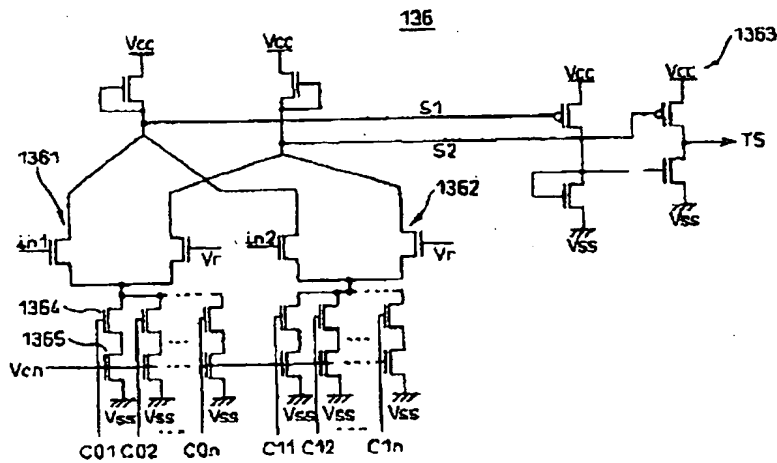 136
Vcc
Vcc
Vcc
Vcc
1363
S1
S2
TS
1361
1362
in1
Vr
in2
Vr
Vss
Vss
1364
1365
Vcn
Vss
Vss
Vss
Vss
Vss
Vss
C01
C02
C0n
C11
C12
C1n